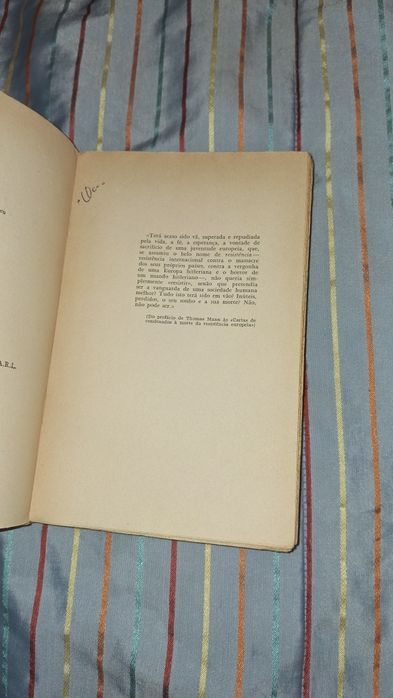 A.R.L.
«Terá acaso sido vã, superada e repudiada
pela vida, a fé, a esperança, a vontade de
sacrifício de uma juventude europeia, que,
se assumiu o belo nome de resistência—
resistência internacional contra o massacre
dos seus próprios países, contra a vergonha
de uma Europa hitleriana e o horror de
um mundo hitleriano—, não queria sim-
plesmente «resistir», senão que pretendia
ser a vanguarda de uma sociedade humana
melhor? Tudo isto terá sido em vão? Inúteis,
perdidos, o seu sonho e a sua morte? Não,
não pode ser.»
(Do prefácio de Thomas Mann às «Cartas de
condenados à morte da resistência europeia»)